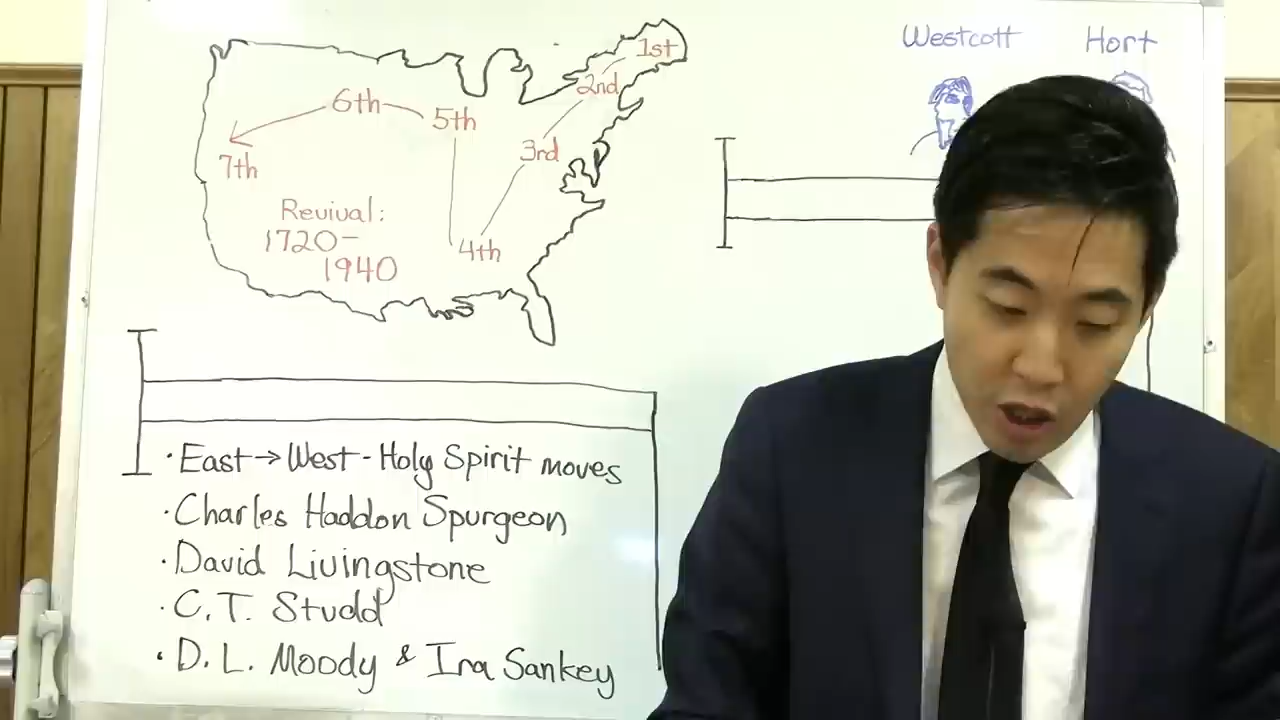 Westcott Hort
1st
2nd
3rd
4th
5th
6th
7th
Revival:
1720-
1940
· East → West - Holy Spirit moves
· Charles Haddon Spurgeon
· David Livingstone
· C.T. Studd
· D.L. Moody & Ira Sankey